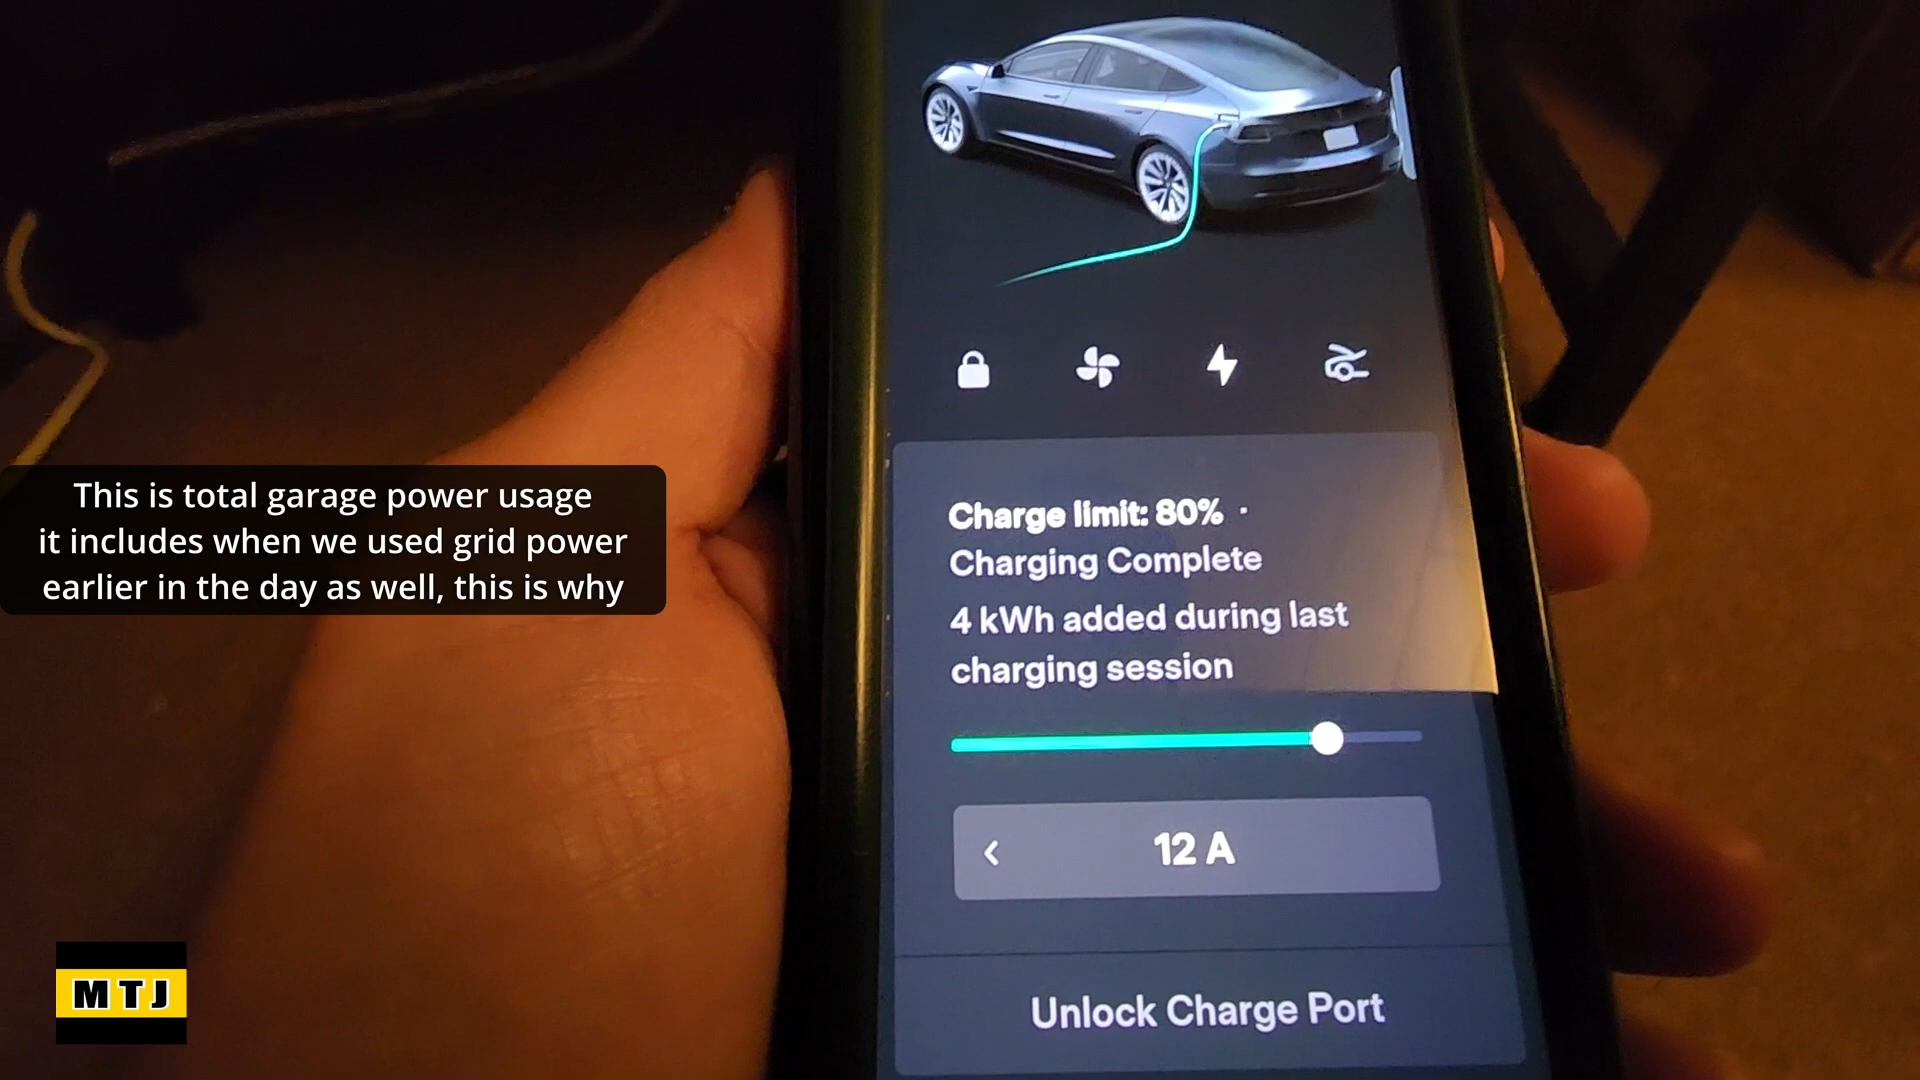 This is total garage power usage
it includes when we used grid power
earlier in the day as well, this is why
Charge limit: 80% ·
Charging Complete
4 kWh added during last
charging session
12 A
Unlock Charge Port
MTJ